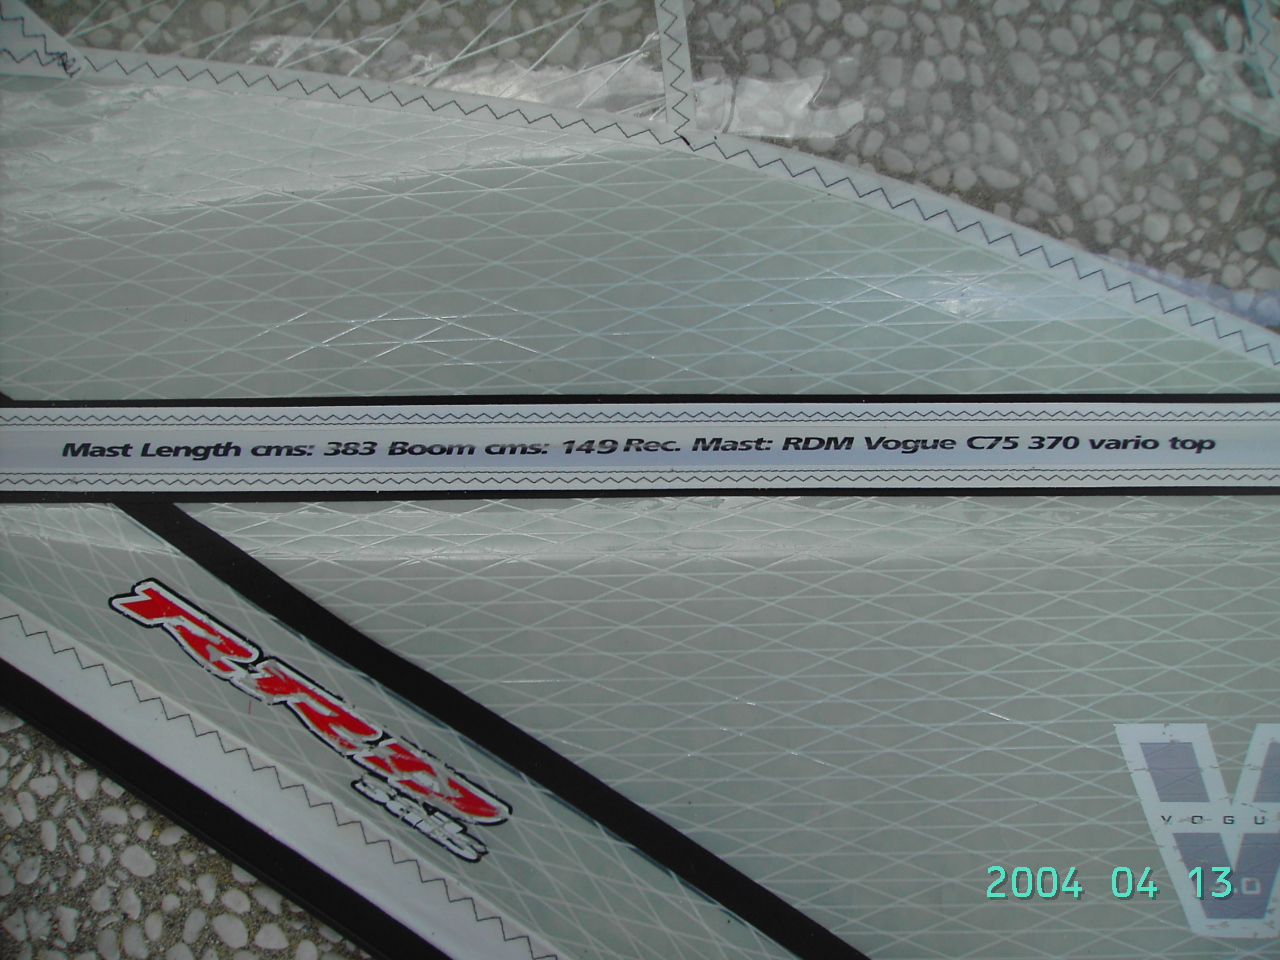 Mast Length cms: 383 Boom cms: 149 Rec. Mast: RDM Vogue C75 370 vario top
RRD
sails
V
VOGU
.0
2004 04 13